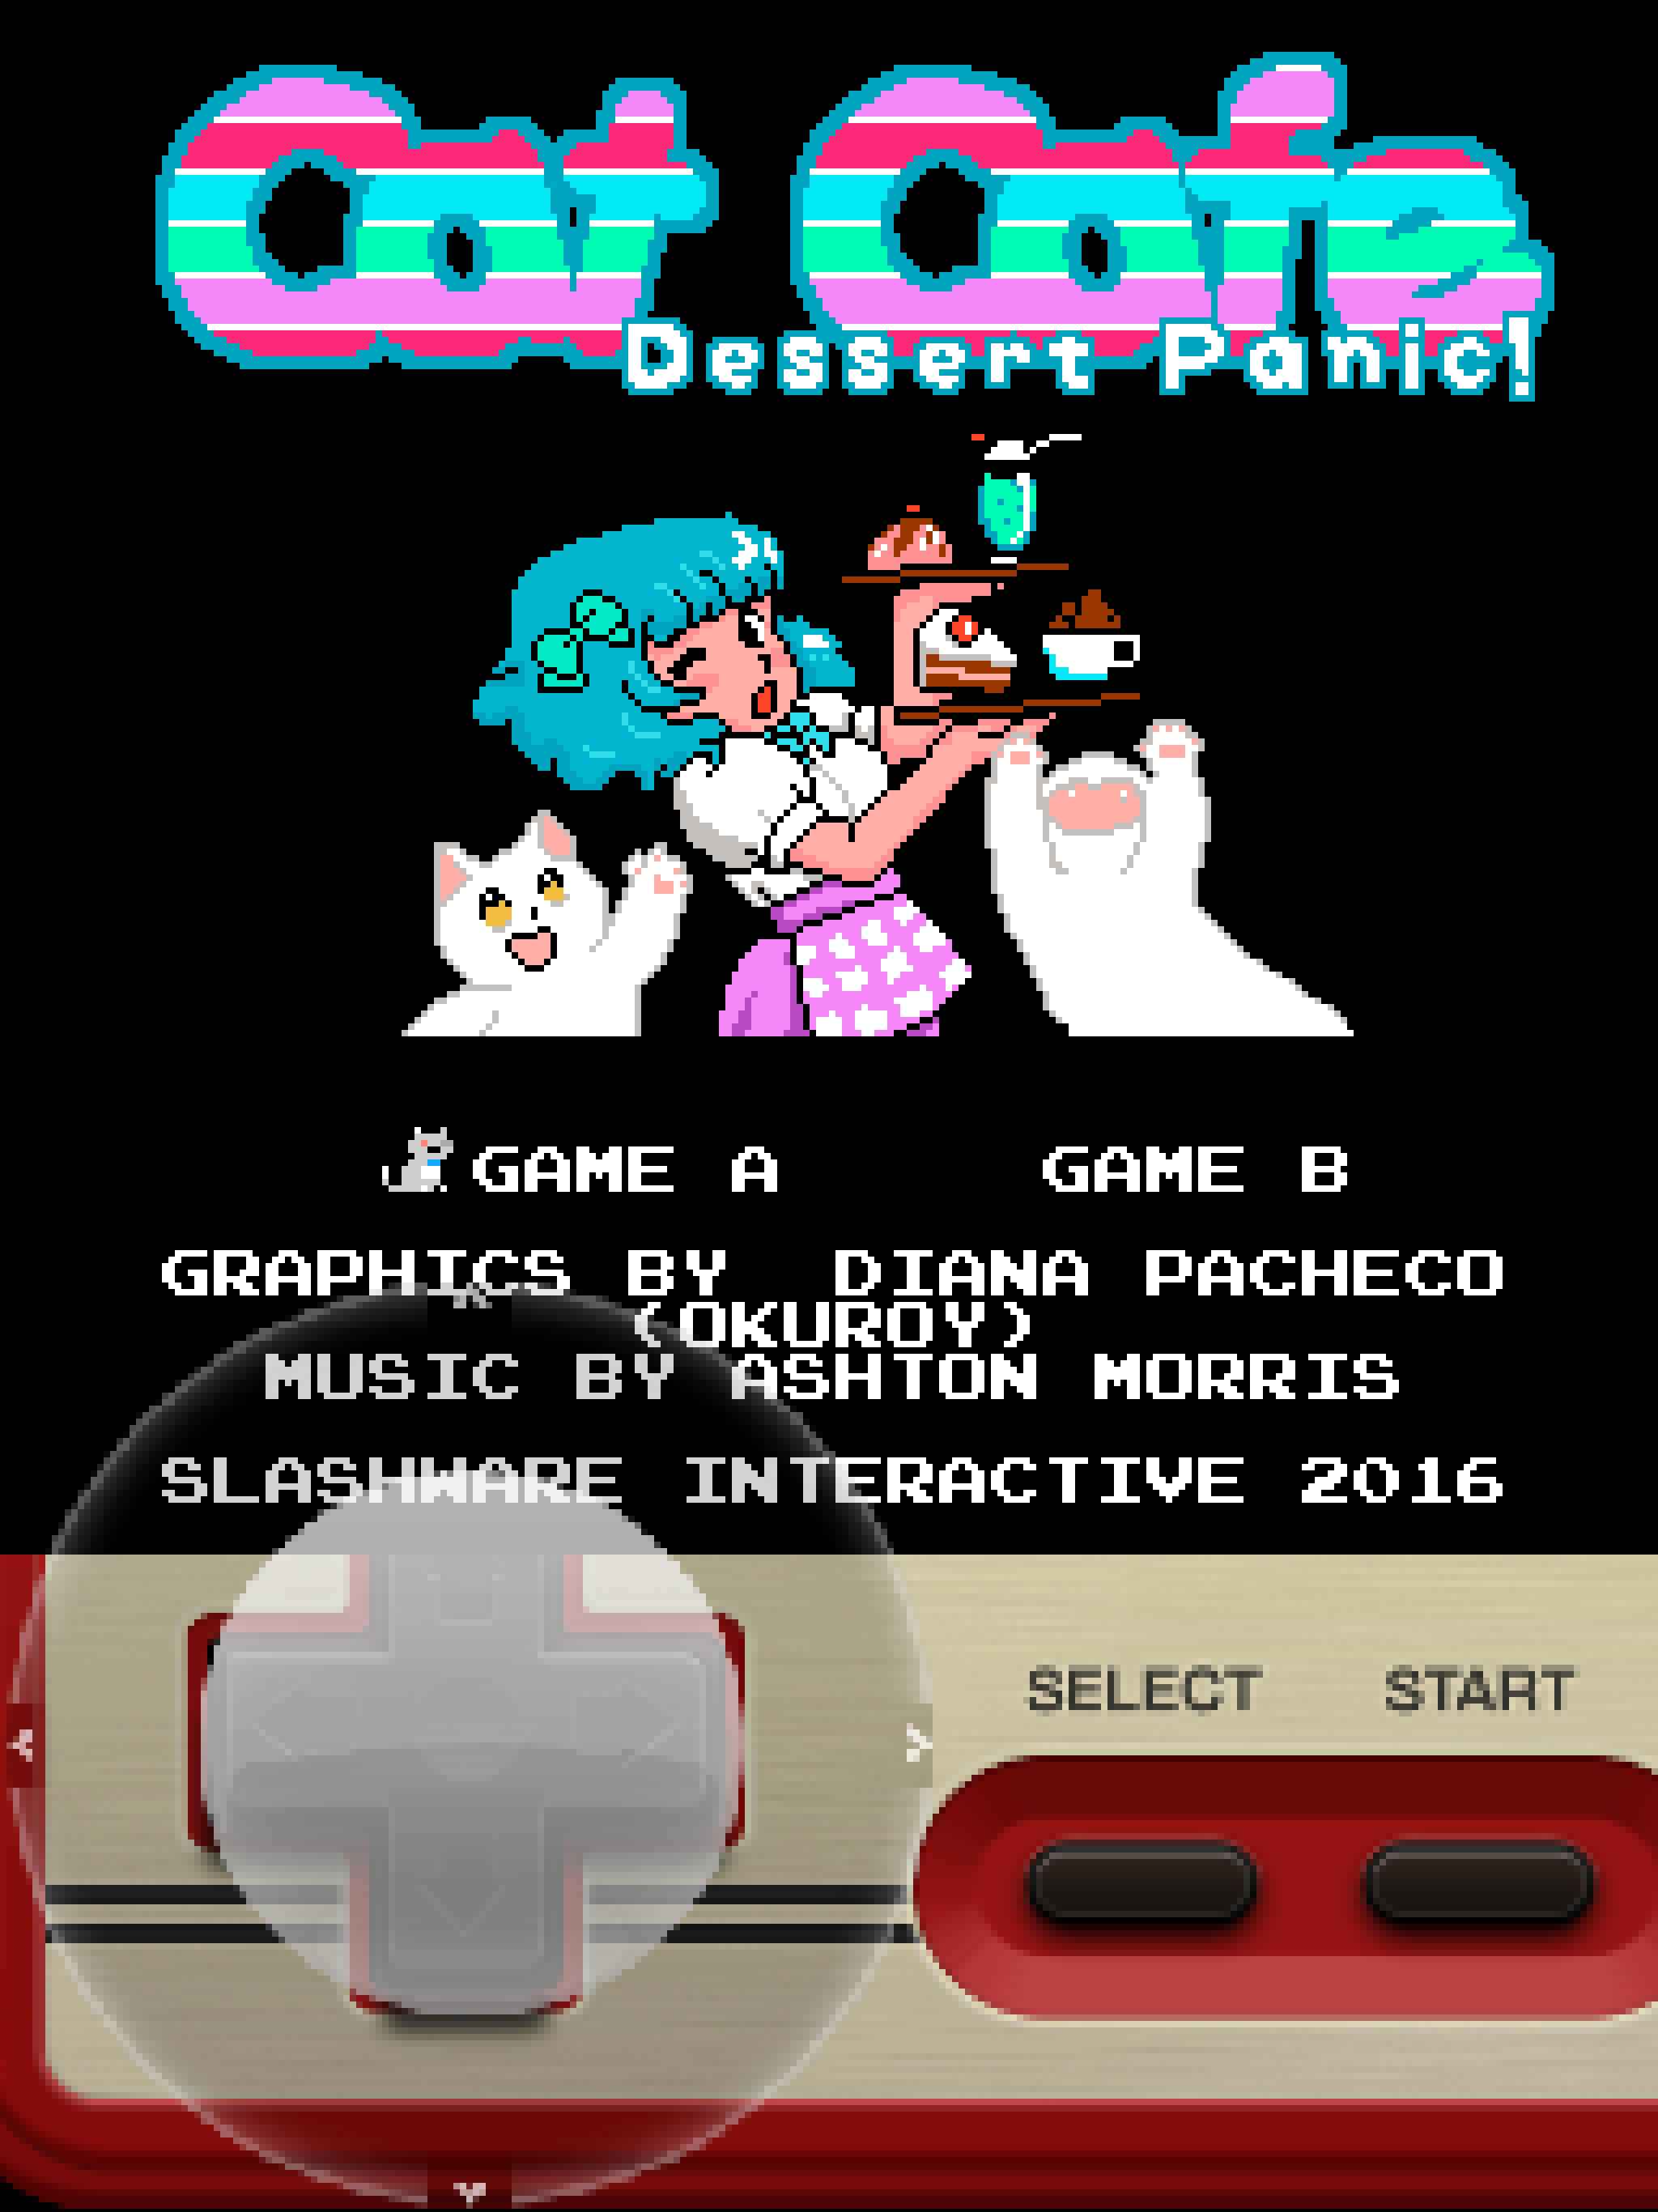 Cat Cafe
Dessert Panic!
GAME A GAME B
GRAPHICS BY DIANA PACHECO
(OKUROY)
MUSIC BY ASHTON MORRIS
SLASHWARE INTERACTIVE 2016
SELECT START